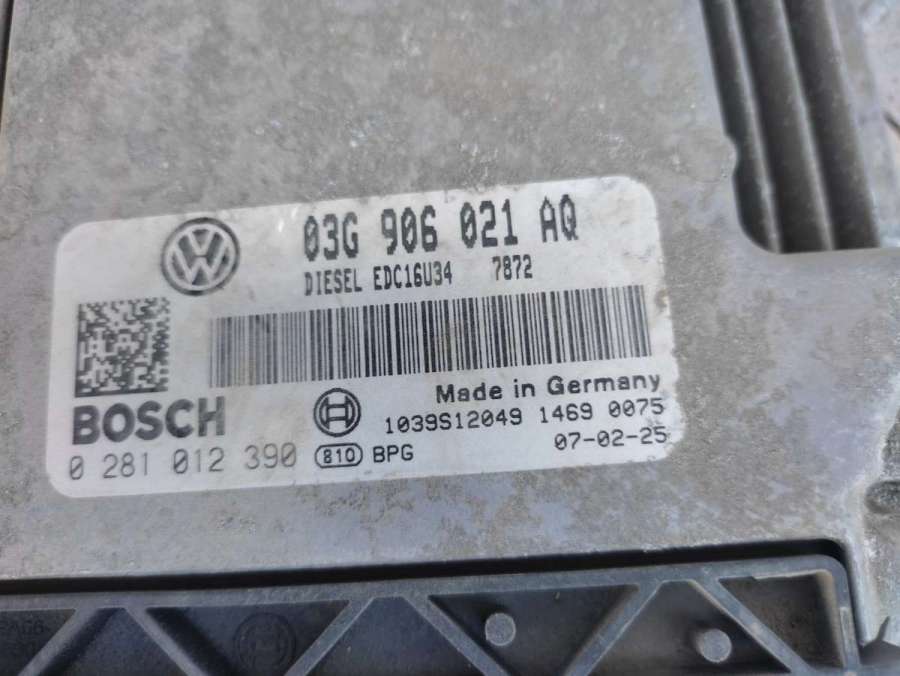 03G 906 021 AQ
DIESEL EDC16U34 7872
Made in Germany
BOSCH
1039S12049 1469 0075
0 281 012 390 810 BPG 07-02-25